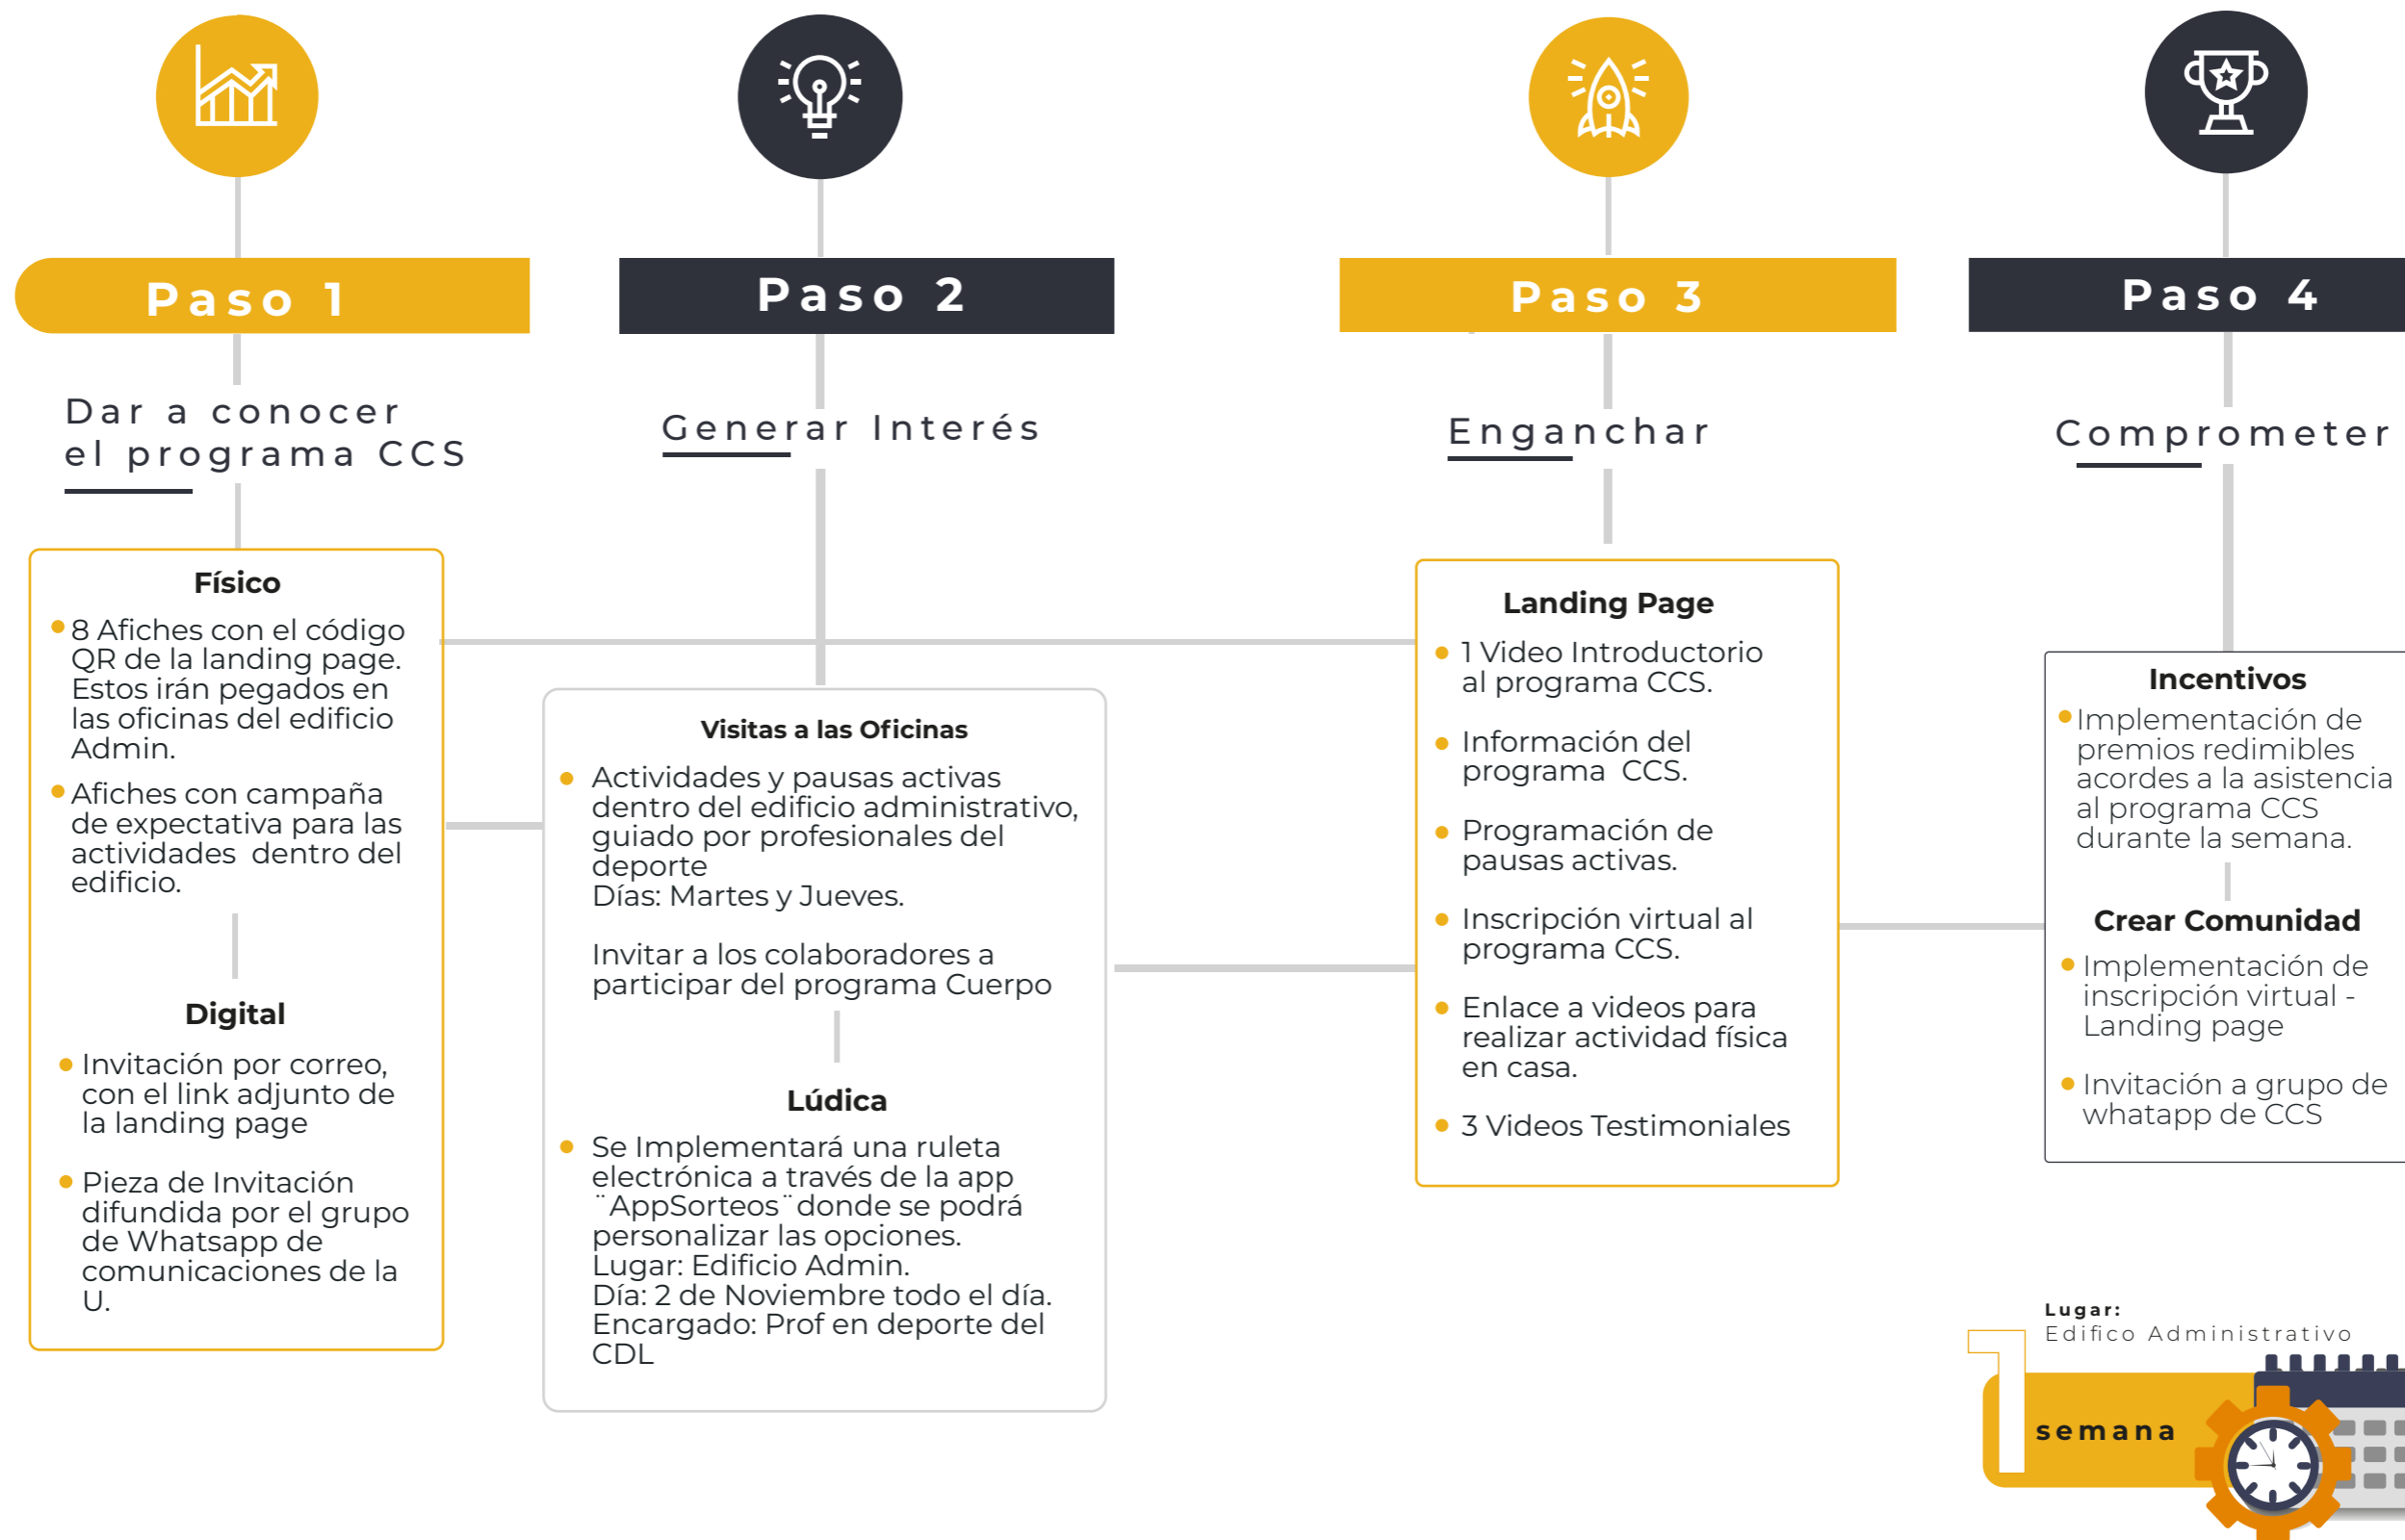 Paso 1
Dar a conocer
el programa CCS
Físico
8 Afiches con el código
QR de la landing page.
Estos irán pegados en
las oficinas del edificio
Admin.
Afiches con campaña
de expectativa para las
actividades dentro del
edificio.
Digital
Invitación por correo,
con el link adjunto de
la landing page
Pieza de Invitación
difundida por el grupo
de Whatsapp de
comunicaciones de la
U.
Paso 2
Generar Interés
Visitas a las Oficinas
Actividades y pausas activas
dentro del edificio administrativo,
guiado por profesionales del
deporte
Días: Martes y Jueves.
Invitar a los colaboradores a
participar del programa Cuerpo
Lúdica
Se Implementará una ruleta
electrónica a través de la app
¨AppSorteos¨donde se podrá
personalizar las opciones.
Lugar: Edificio Admin.
Día: 2 de Noviembre todo el día.
Encargado: Prof en deporte del
CDL
Paso 3
Enganchar
Landing Page
1 Video Introductorio
al programa CCS.
Información del
programa CCS.
Programación de
pausas activas.
Inscripción virtual al
programa CCS.
Enlace a videos para
realizar actividad física
en casa.
3 Videos Testimoniales
Paso 4
Comprometer
Incentivos
Implementación de
premios redimibles
acordes a la asistencia
al programa CCS
durante la semana.
Crear Comunidad
Implementación de
inscripción virtual -
Landing page
Invitación a grupo de
whatapp de CCS
Lugar:
Edifico Administrativo
1
semana